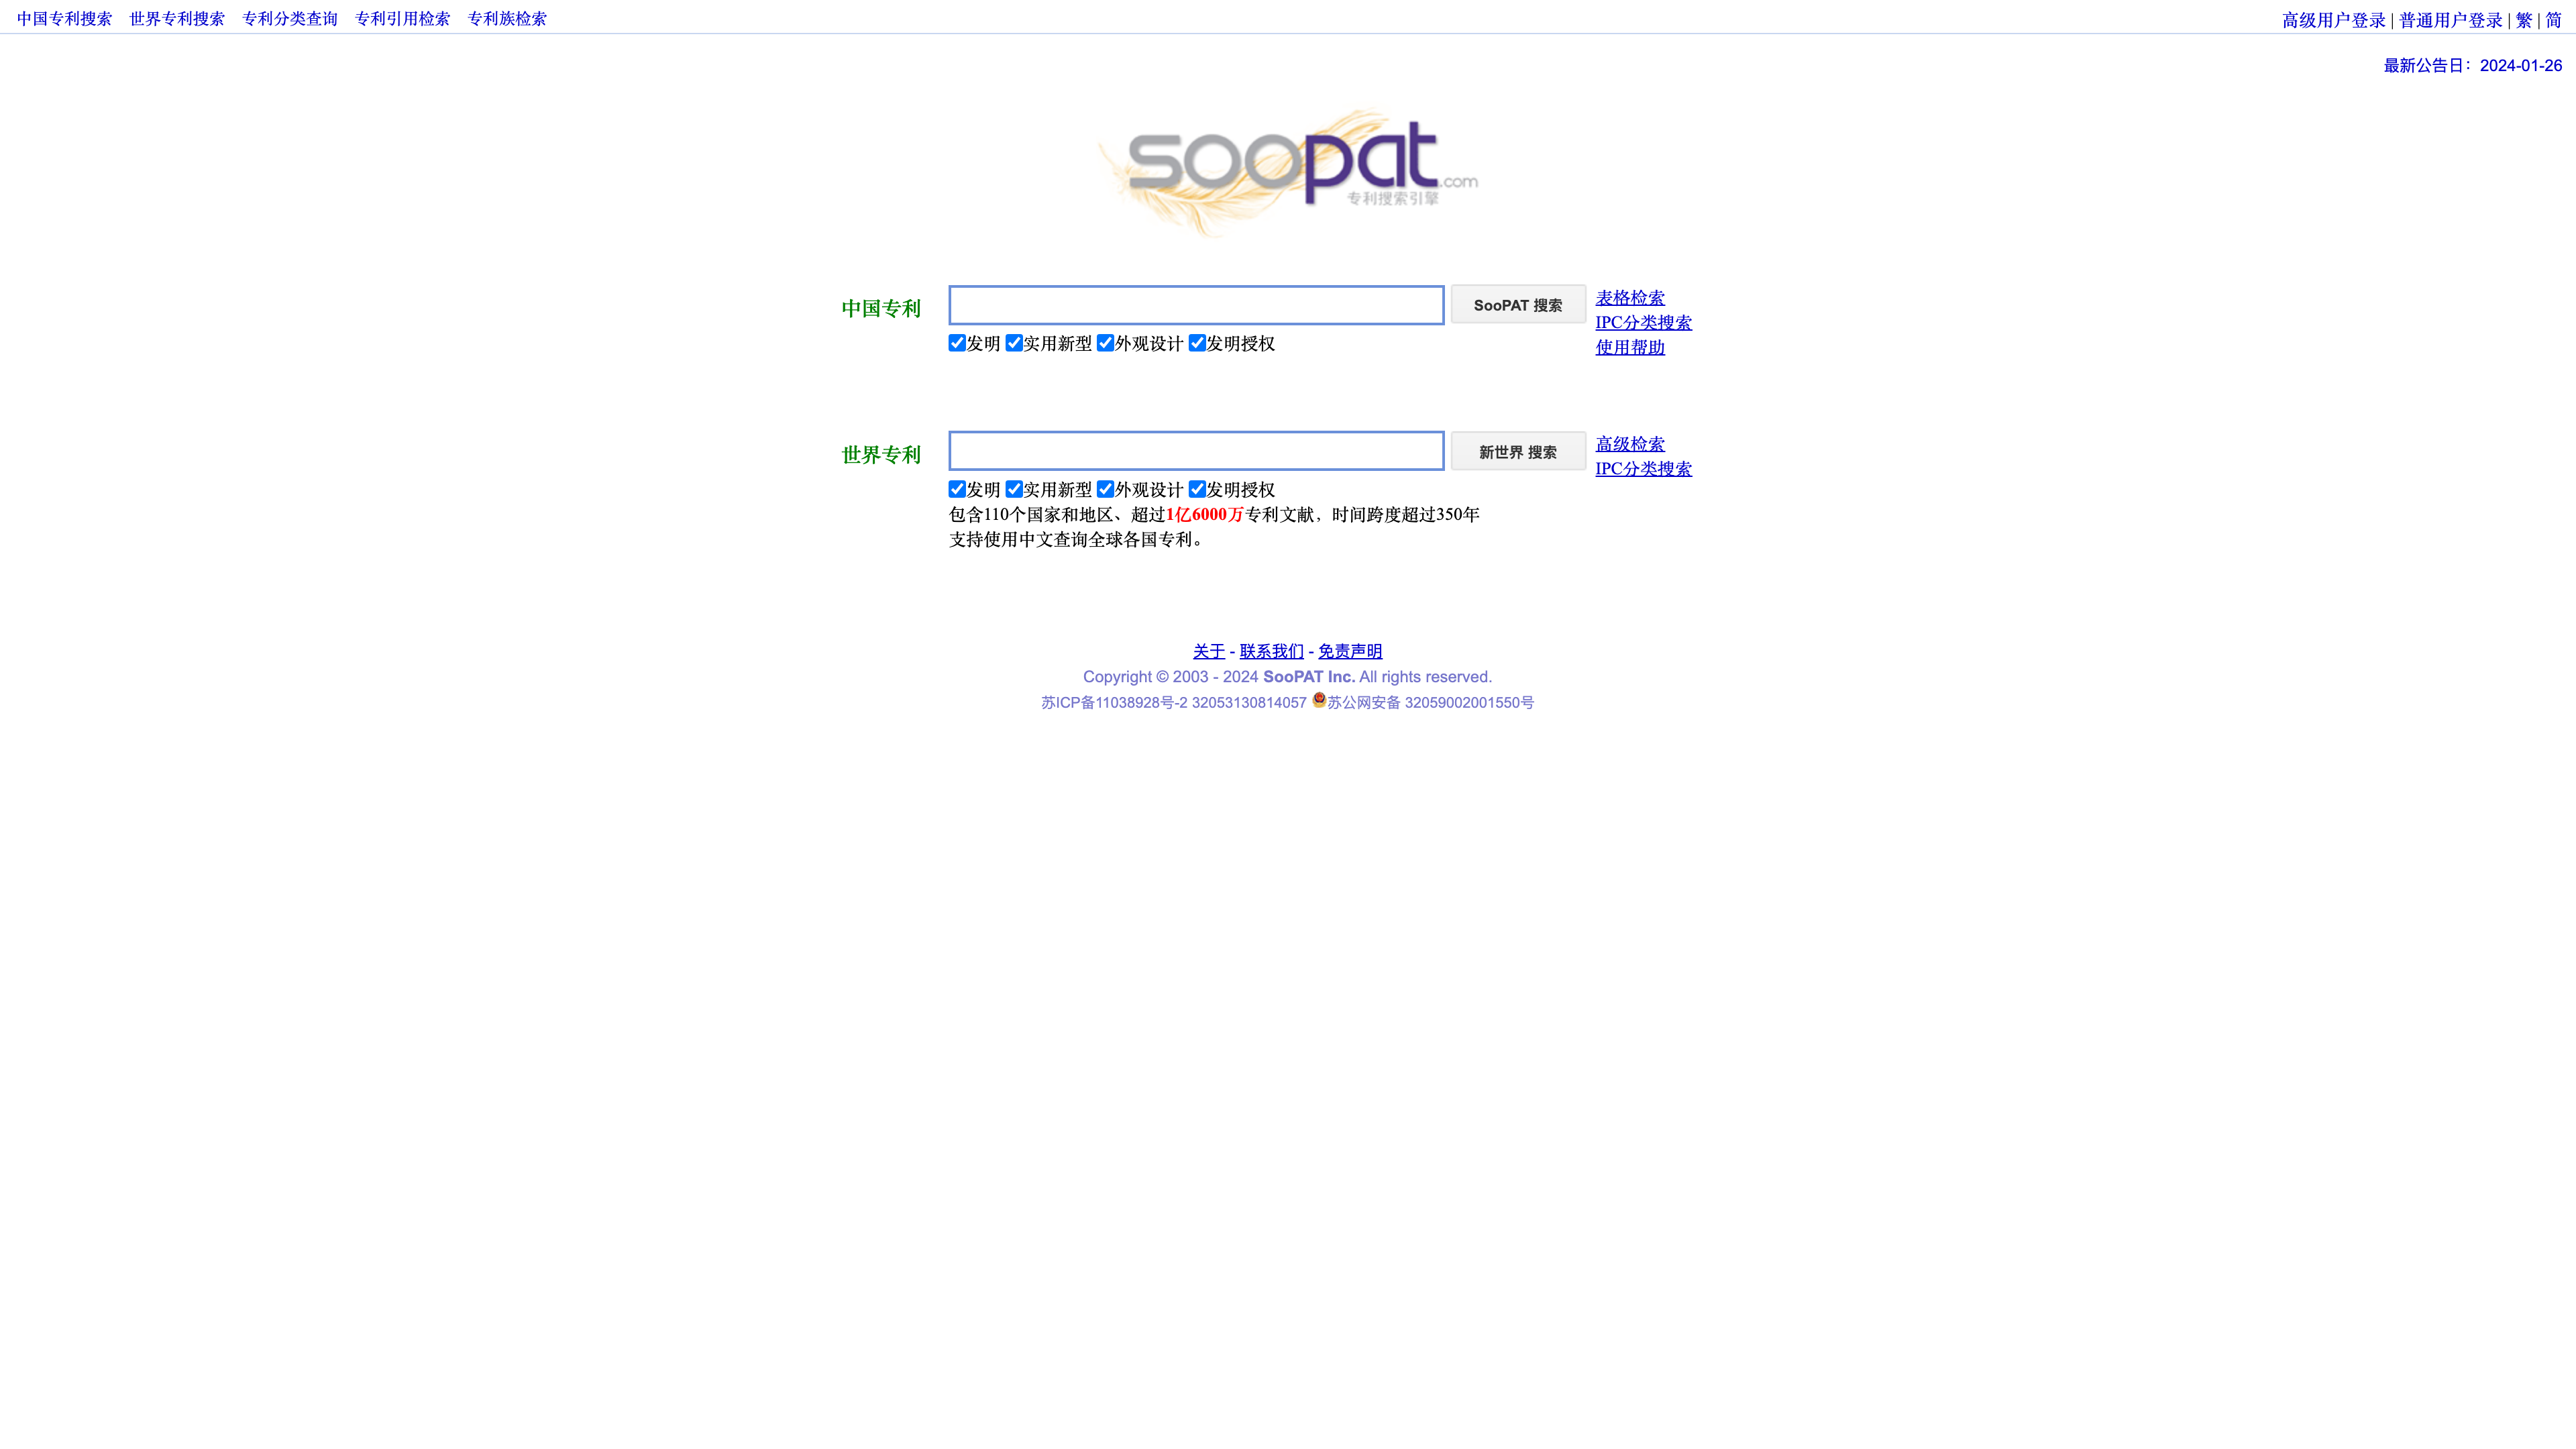 中国专利搜索 世界专利搜索 专利分类查询 专利引用检索 专利族检索
高级用户登录 | 普通用户登录 | 繁 | 简
最新公告日：2024-01-26
soopat.com
专利搜索引擎
中国专利
SooPAT 搜索
表格检索
IPC分类搜索
使用帮助
发明 实用新型 外观设计 发明授权
世界专利
新世界 搜索
高级检索
IPC分类搜索
发明 实用新型 外观设计 发明授权
包含110个国家和地区、超过1亿6000万专利文献，时间跨度超过350年
支持使用中文查询全球各国专利。
关于 - 联系我们 - 免责声明
Copyright © 2003 - 2024 SooPAT Inc. All rights reserved.
苏ICP备11038928号-2 32053130814057 苏公网安备 32059002001550号